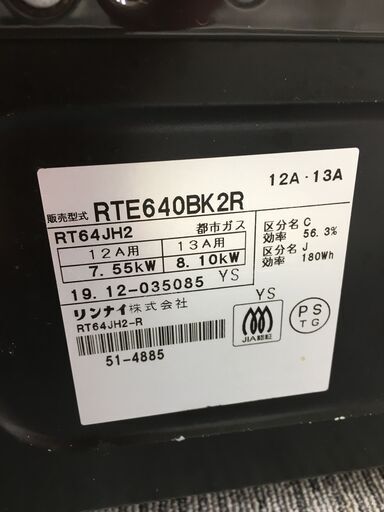 販売型式 RTE640BK2R 12A・13A
RT64JH2 都市ガス
12A用 13A用
7.55kW 8.10kW
区分名 C
効率 56.3%
区分名 J
効率 180Wh
19.12-035085 YS
リンナイ株式会社
YS
RT64JH2-R
51-4885
JIA認証
PS
TG